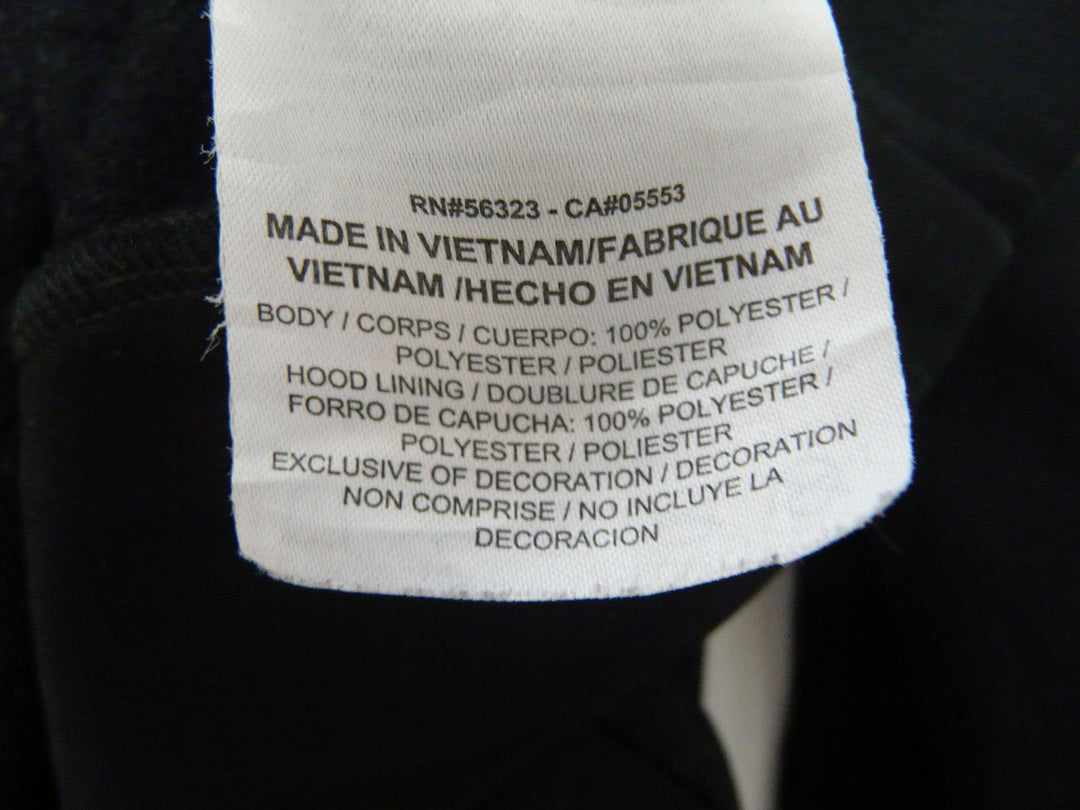 RN#56323 - CA#05553
MADE IN VIETNAM/FABRIQUE AU
VIETNAM /HECHO EN VIETNAM
BODY / CORPS / CUERPO: 100% POLYESTER /
POLYESTER / POLIESTER
HOOD LINING / DOUBLURE DE CAPUCHE /
FORRO DE CAPUCHA: 100% POLYESTER /
POLYESTER / POLIESTER
EXCLUSIVE OF DECORATION / DECORATION
NON COMPRISE / NO INCLUYE LA
DECORACION